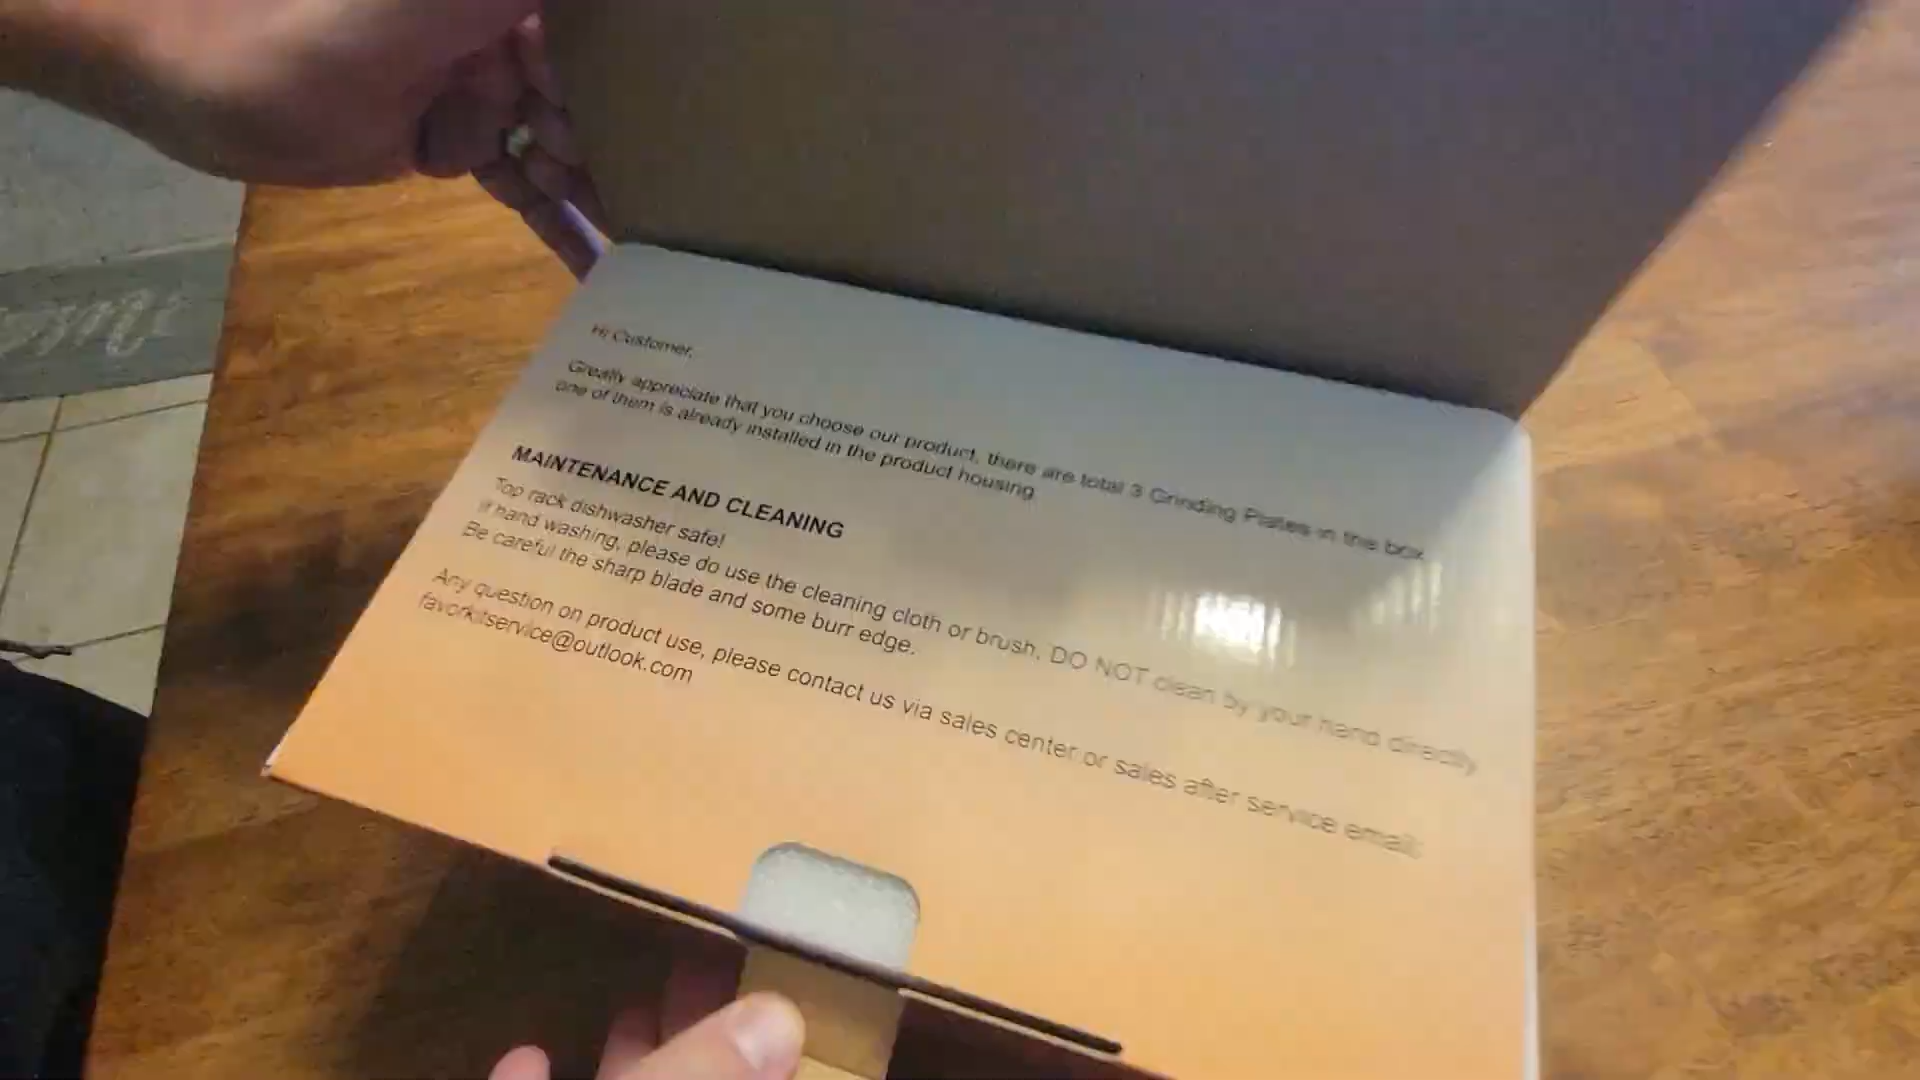 Hi Customer,
Greatly appreciate that you choose our product, there are total 3 Grinding Plates in the box,
one of them is already installed in the product housing.
MAINTENANCE AND CLEANING
Top rack dishwasher safe!
If hand washing, please do use the cleaning cloth or brush, DO NOT clean by your hand directly.
Be careful the sharp blade and some burr edge.
Any question on product use, please contact us via sales center or sales after service email:
favorkitservice@outlook.com